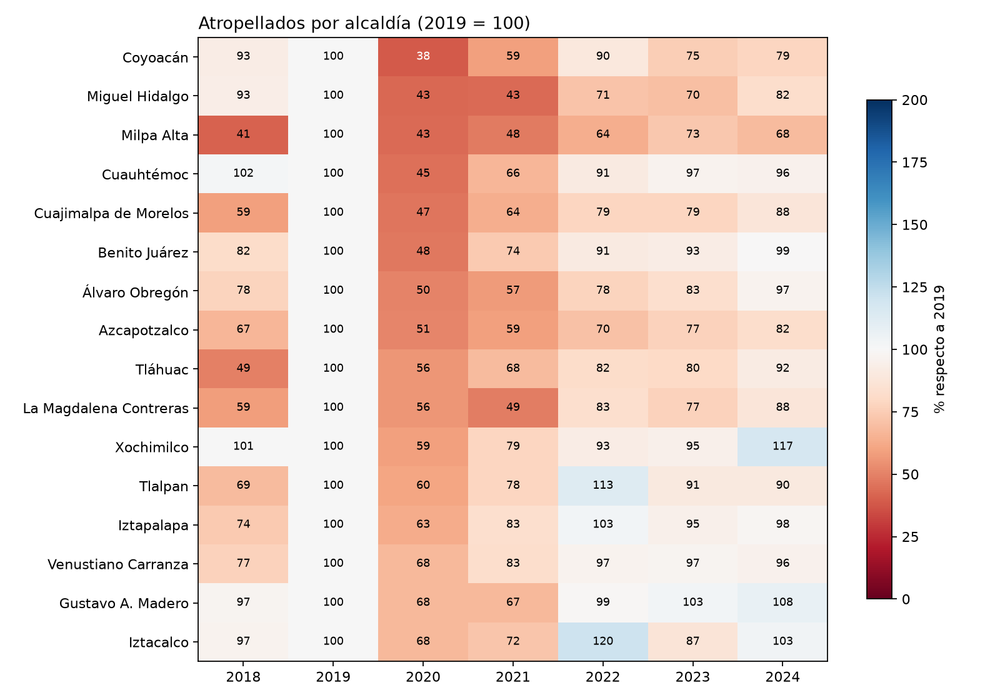 Atropellados por alcaldía (2019 = 100)
Coyoacán 93 100 38 59 90 75 79
Miguel Hidalgo 93 100 43 43 71 70 82
Milpa Alta 41 100 43 48 64 73 68
Cuauhtémoc 102 100 45 66 91 97 96
Cuajimalpa de Morelos 59 100 47 64 79 79 88
Benito Juárez 82 100 48 74 91 93 99
Álvaro Obregón 78 100 50 57 78 83 97
Azcapotzalco 67 100 51 59 70 77 82
Tláhuac 49 100 56 68 82 80 92
La Magdalena Contreras 59 100 56 49 83 77 88
Xochimilco 101 100 59 79 93 95 117
Tlalpan 69 100 60 78 113 91 90
Iztapalapa 74 100 63 83 103 95 98
Venustiano Carranza 77 100 68 83 97 97 96
Gustavo A. Madero 97 100 68 67 99 103 108
Iztacalco 97 100 68 72 120 87 103
2018 2019 2020 2021 2022 2023 2024
200
175
150
125
100
75
50
25
0
% respecto a 2019